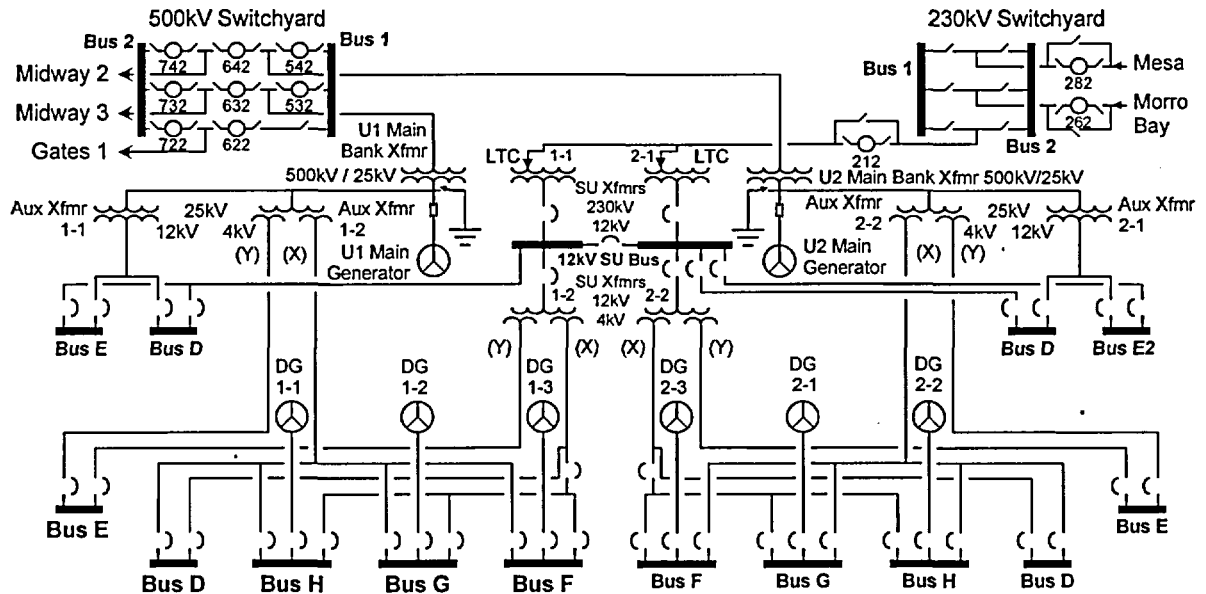 500kV Switchyard
230kV Switchyard
Bus 2
Bus 1
742
642
542
Midway 2
732
632
532
Midway 3
722
622
Gates 1
Bus 1
Mesa
282
Morro
Bay
262
Bus 2
212
U1 Main
Bank Xfmr
500kV / 25kV
LTC
1-1
2-1
LTC
U2 Main Bank Xfmr 500kV/25kV
SU Xfmrs
230kV
12kV
Aux Xfmr
1-1
25kV
12kV
4kV
(Y)
(X)
Aux Xfmr
1-2
U1 Main
Generator
12kV SU Bus
U2 Main
Generator
Aux Xfmr
2-2
(X)
(Y)
25kV
4kV
12kV
Aux Xfmr
2-1
SU Xfmrs
12kV
4kV
1-2
2-2
(Y)
(X)
(X)
(Y)
Bus E
Bus D
Bus D
Bus E2
DG
1-1
DG
1-2
DG
1-3
DG
2-3
DG
2-1
DG
2-2
Bus E
Bus E
Bus D
Bus H
Bus G
Bus F
Bus F
Bus G
Bus H
Bus D